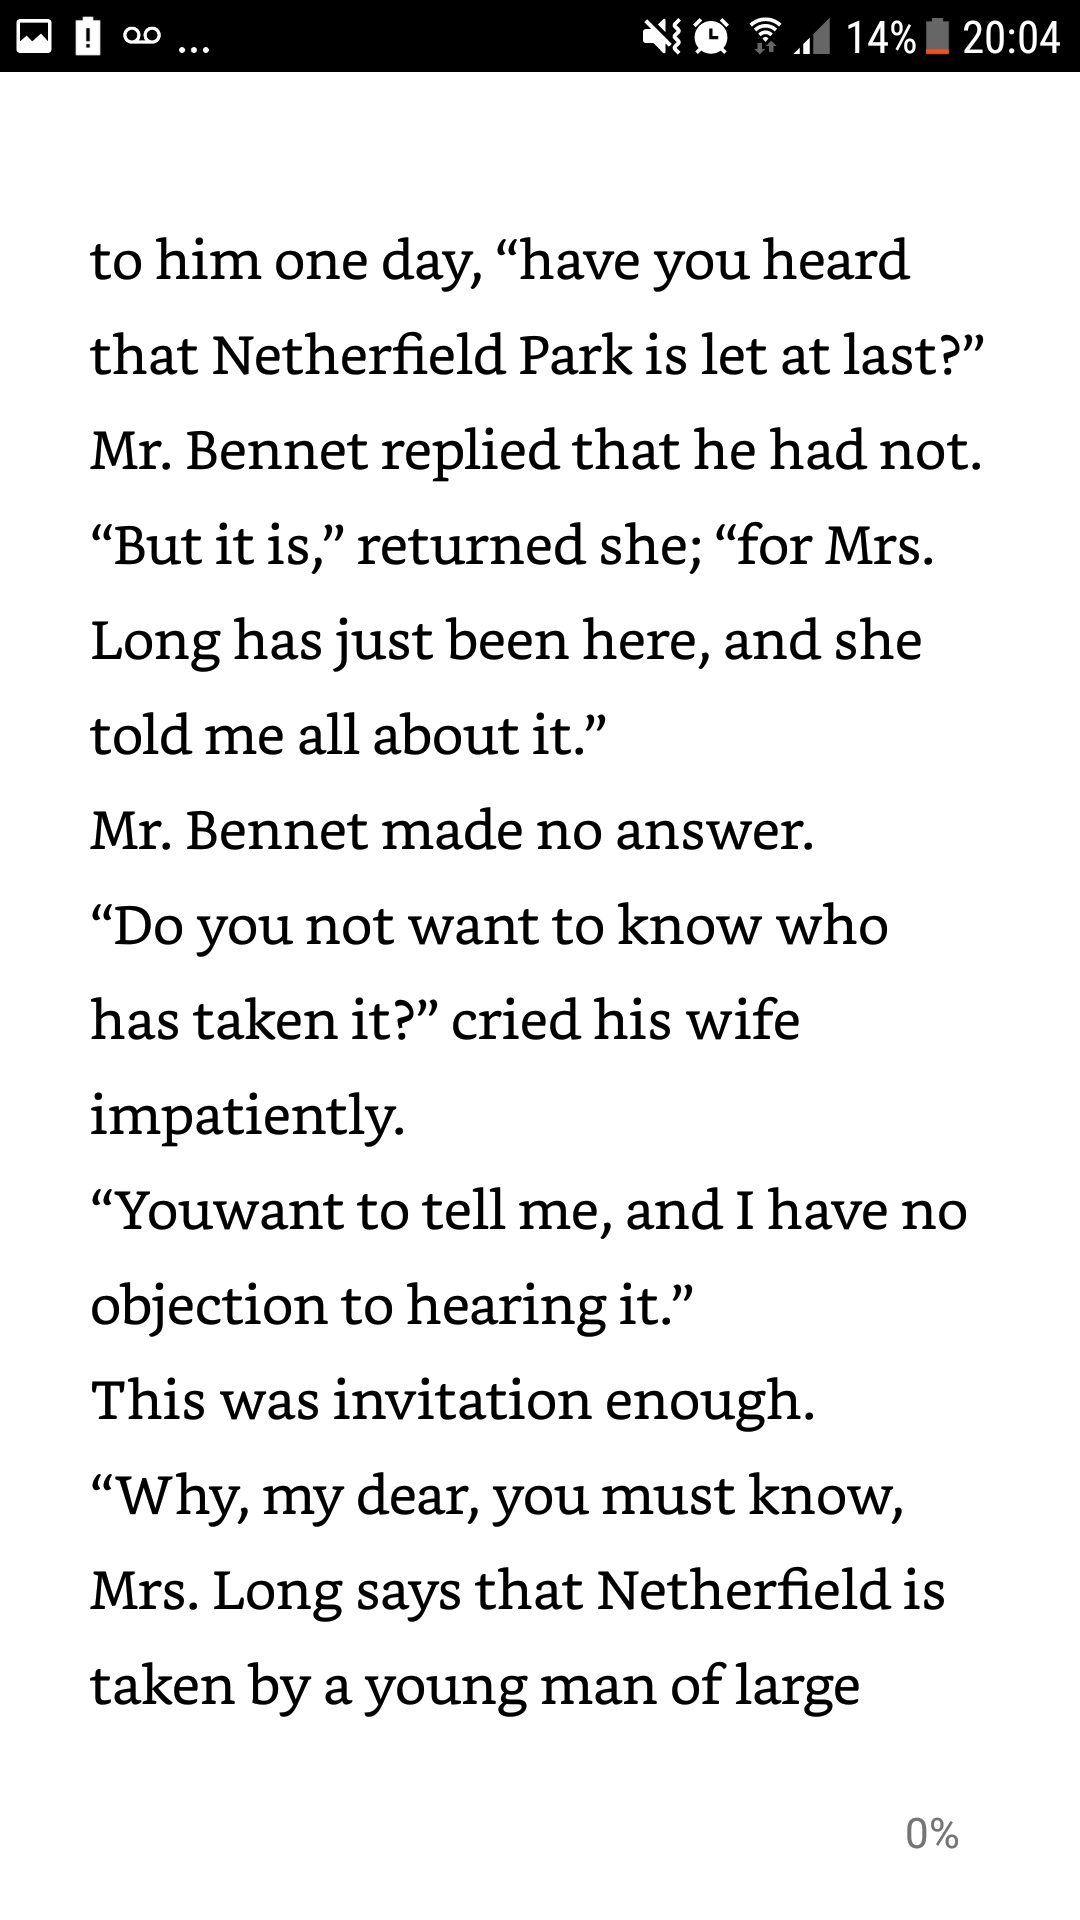 ... 14% 20:04
to him one day, “have you heard
that Netherfield Park is let at last?”
Mr. Bennet replied that he had not.
“But it is,” returned she; “for Mrs.
Long has just been here, and she
told me all about it.”
Mr. Bennet made no answer.
“Do you not want to know who
has taken it?” cried his wife
impatiently.
“Youwant to tell me, and I have no
objection to hearing it.”
This was invitation enough.
“Why, my dear, you must know,
Mrs. Long says that Netherfield is
taken by a young man of large
0%